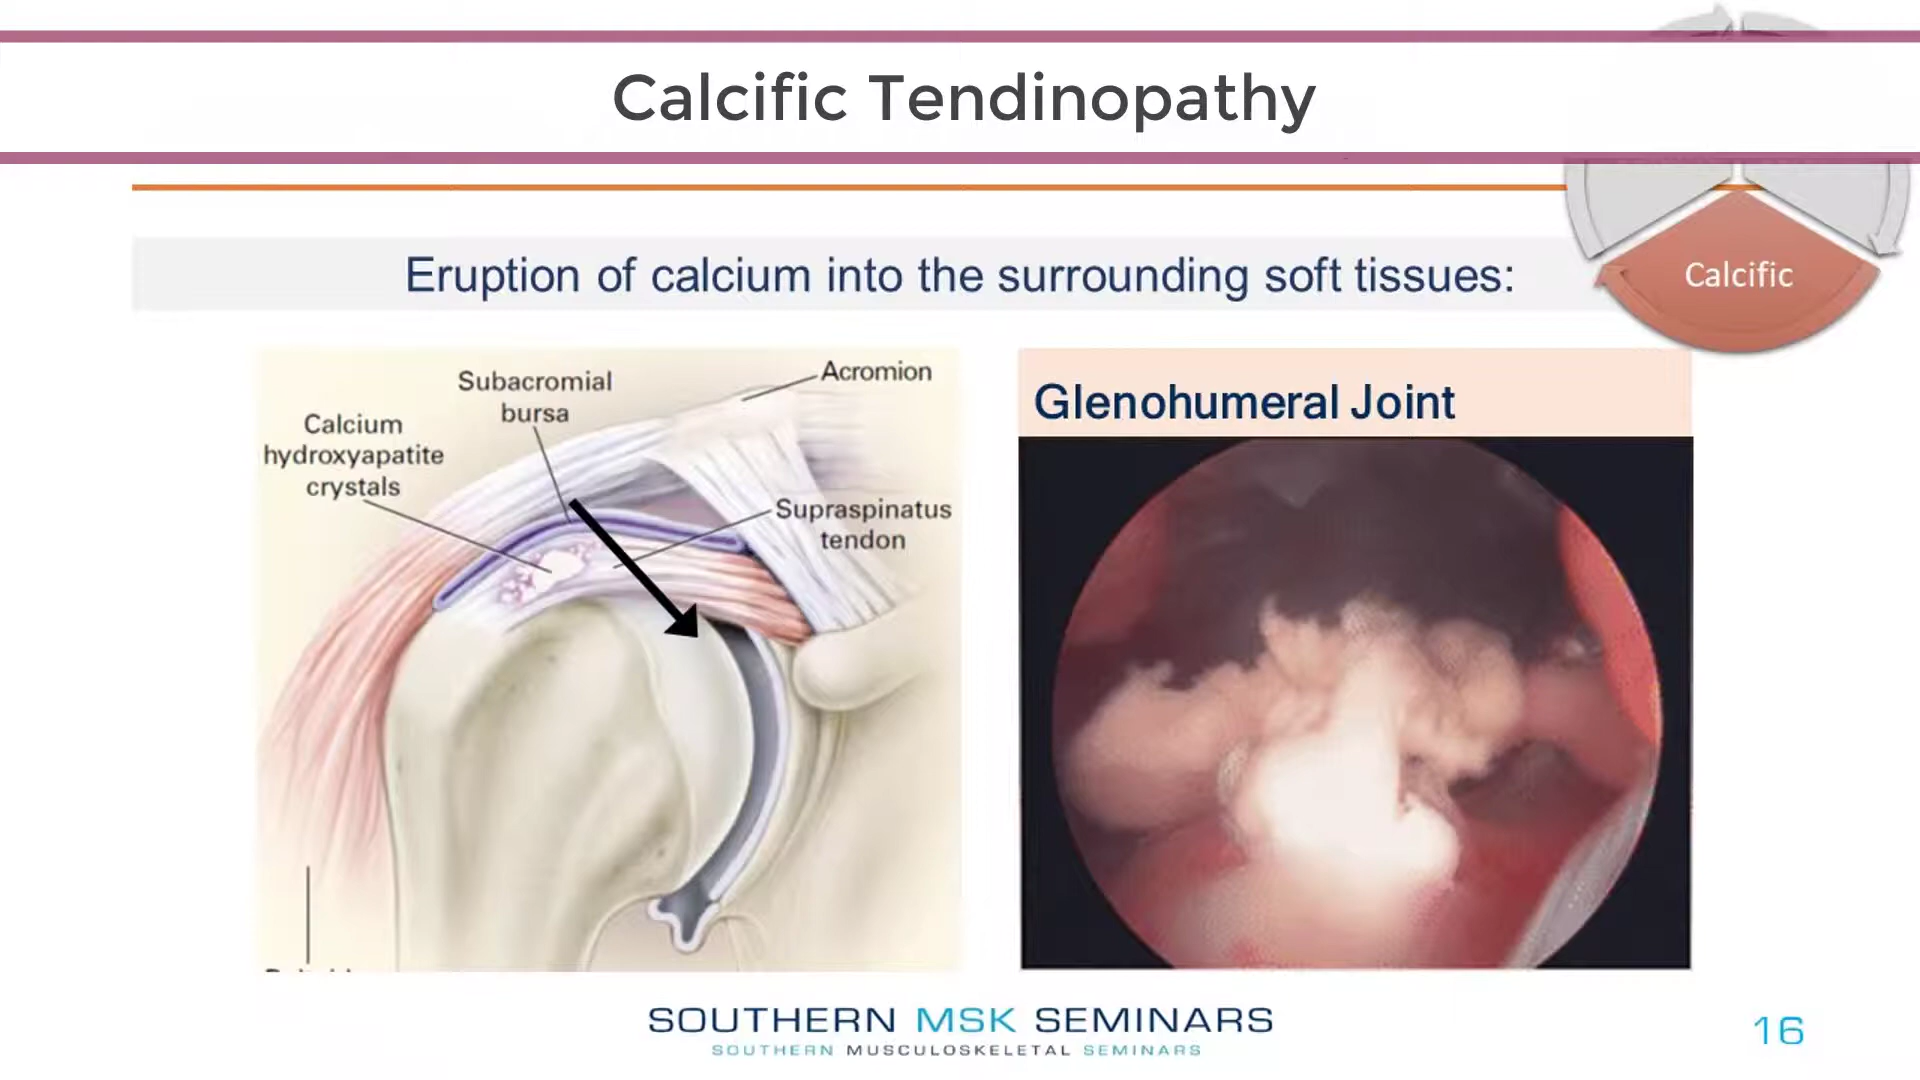 Calcific Tendinopathy
Eruption of calcium into the surrounding soft tissues:
Calcific
Subacromial
bursa
Acromion
Calcium
hydroxyapatite
crystals
Supraspinatus
tendon
Glenohumeral Joint
SOUTHERN MSK SEMINARS
SOUTHERN MUSCULOSKELETAL SEMINARS
16